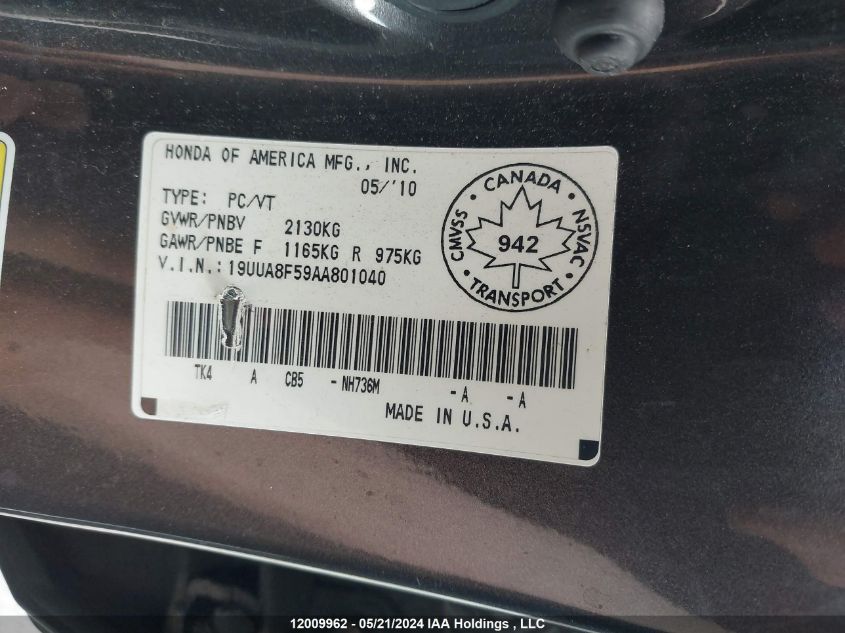 HONDA OF AMERICA MFG., INC.
05/'10
TYPE: PC/VT
GVWR/PNBV 2130KG
GAWR/PNBE F 1165KG R 975KG
V.I.N.: 19UUA8F59AA801040
CANADA
CMVSS
NSVAC
942
TRANSPORT
TK4 A CB5 -NH736M -A -A
MADE IN U.S.A.
12009962 - 05/21/2024 IAA Holdings , LLC